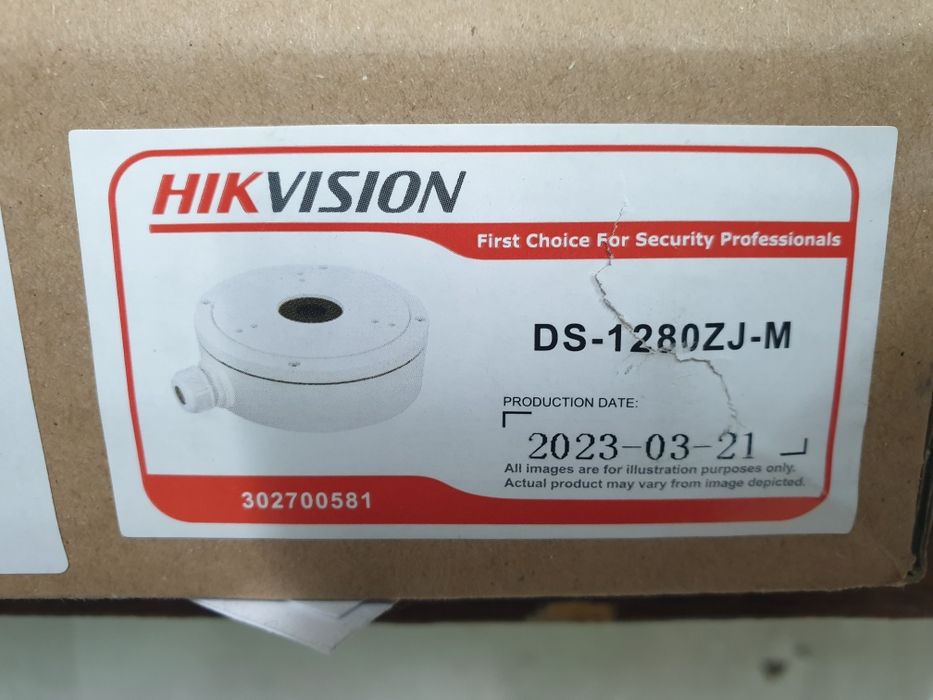 HIKVISION
First Choice For Security Professionals
DS-1280ZJ-M
PRODUCTION DATE:
2023-03-21
All images are for illustration purposes only.
Actual product may vary from image depicted.
302700581